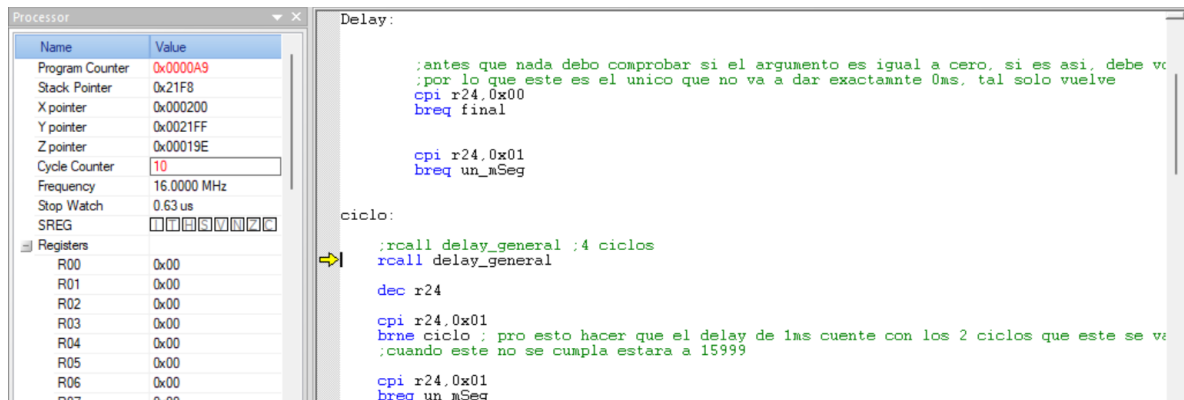 Processor
Name Value
Program Counter 0x0000A9
Stack Pointer 0x21F8
X pointer 0x000200
Y pointer 0x0021FF
Z pointer 0x00019E
Cycle Counter 10
Frequency 16.0000 MHz
Stop Watch 0.63 us
SREG I T H S V N Z C
Registers
R00 0x00
R01 0x00
R02 0x00
R03 0x00
R04 0x00
R05 0x00
R06 0x00
Delay:
;antes que nada debo comprobar si el argumento es igual a cero, si es asi, debe
;por lo que este es el unico que no va a dar exactamnte 0ms, tal solo vuelve
cpi r24,0x00
breq final
cpi r24,0x01
breq un_mSeg
ciclo:
;rcall delay_general ;4 ciclos
rcall delay_general
dec r24
cpi r24,0x01
brne ciclo ; pro esto hacer que el delay de 1ms cuente con los 2 ciclos que este se
;cuando este no se cumpla estara a 15999
cpi r24,0x01
breq un_mSeg